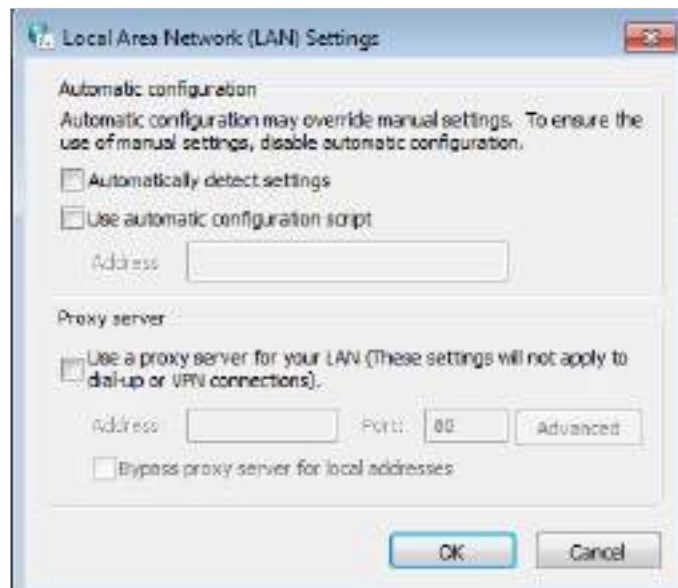 Local Area Network (LAN) Settings
Automatic configuration
Automatic configuration may override manual settings. To ensure the
use of manual settings, disable automatic configuration.
Automatically detect settings
Use automatic configuration script
Address
Proxy server
Use a proxy server for your LAN (These settings will not apply to
dial-up or VPN connections).
Address Port: 80 Advanced
Bypass proxy server for local addresses
OK Cancel